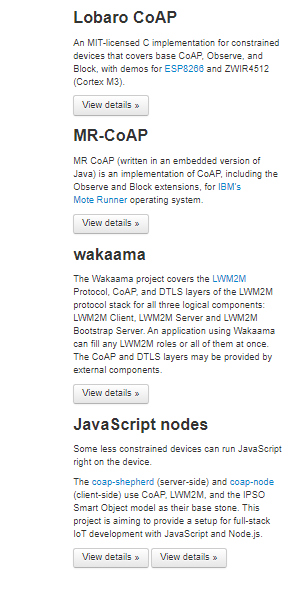 Lobaro CoAP
An MIT-licensed C implementation for constrained
devices that covers base CoAP, Observe, and
Block, with demos for ESP8266 and ZWIR4512
(Cortex M3).
View details »
MR-CoAP
MR CoAP (written in an embedded version of
Java) is an implementation of CoAP, including the
Observe and Block extensions, for IBM's
Mote Runner operating system.
View details »
wakaama
The Wakaama project covers the LWM2M
Protocol, CoAP, and DTLS layers of the LWM2M
protocol stack for all three logical components:
LWM2M Client, LWM2M Server and LWM2M
Bootstrap Server. An application using Wakaama
can fill any LWM2M roles or all of them at once.
The CoAP and DTLS layers may be provided by
external components.
View details »
JavaScript nodes
Some less constrained devices can run JavaScript
right on the device.
The coap-shepherd (server-side) and coap-node
(client-side) use CoAP, LWM2M, and the IPSO
Smart Object model as their base stone. This
project is aiming to provide a setup for full-stack
IoT development with JavaScript and Node.js.
View details » View details »